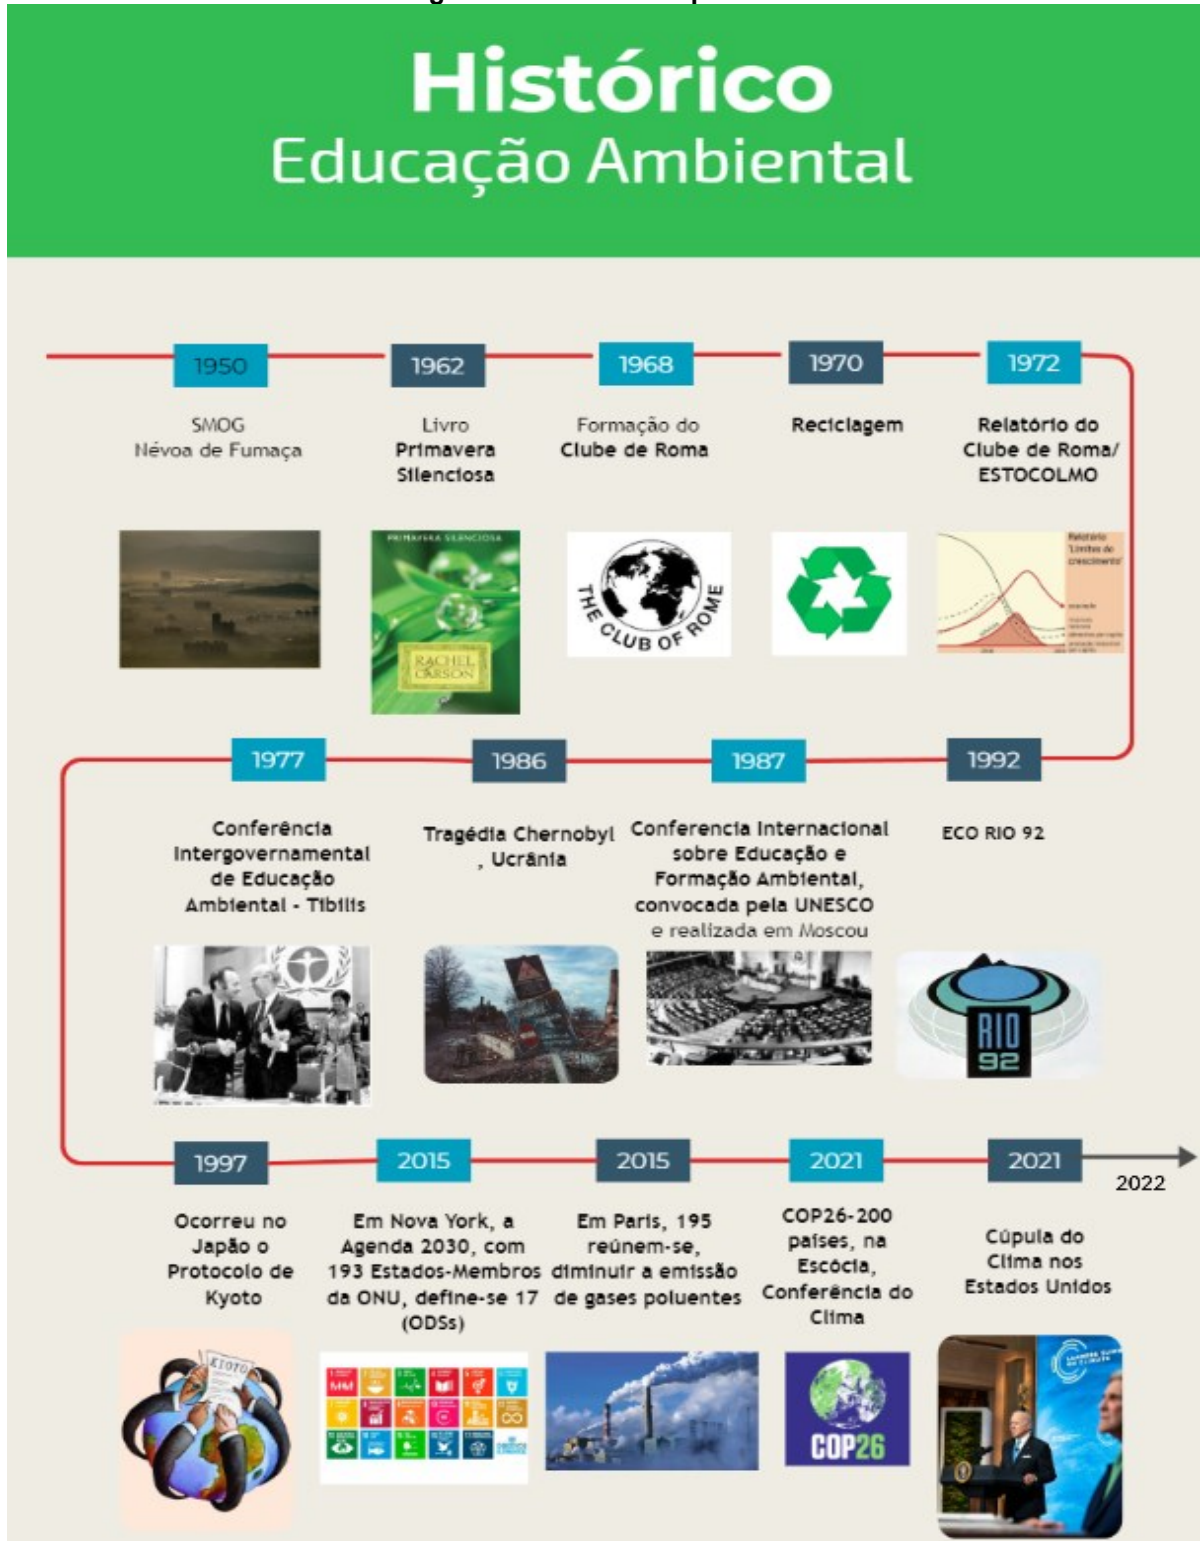 Histórico
Educação Ambiental
1950
1962
1968
1970
1972
SMOG
Névoa de Fumaça
Livro
Primavera
Silenciosa
Formação do
Clube de Roma
Reciclagem
Relatório do
Clube de Roma/
ESTOCOLMO
PRIMAVERA SILENCIOSA
RACHEL
CARSON
THE CLUB OF ROME
Relatório
'Limites do
crescimento'
1977
1986
1987
1992
Conferência
Intergovernamental
de Educação
Ambiental - Tibilis
Tragédia Chernobyl
, Ucrânia
Conferencia Internacional
sobre Educação e
Formação Ambiental,
convocada pela UNESCO
e realizada em Moscou
ECO RIO 92
RIO
92
1997
2015
2015
2021
2021
2022
Ocorreu no
Japão o
Protocolo de
Kyoto
Em Nova York, a
Agenda 2030, com
193 Estados-Membros
da ONU, define-se 17
(ODSs)
Em Paris, 195
reúnem-se,
diminuir a emissão
de gases poluentes
COP26-200
países, na
Escócia,
Conferência do
Clima
Cúpula do
Clima nos
Estados Unidos
KIOTO
COP26